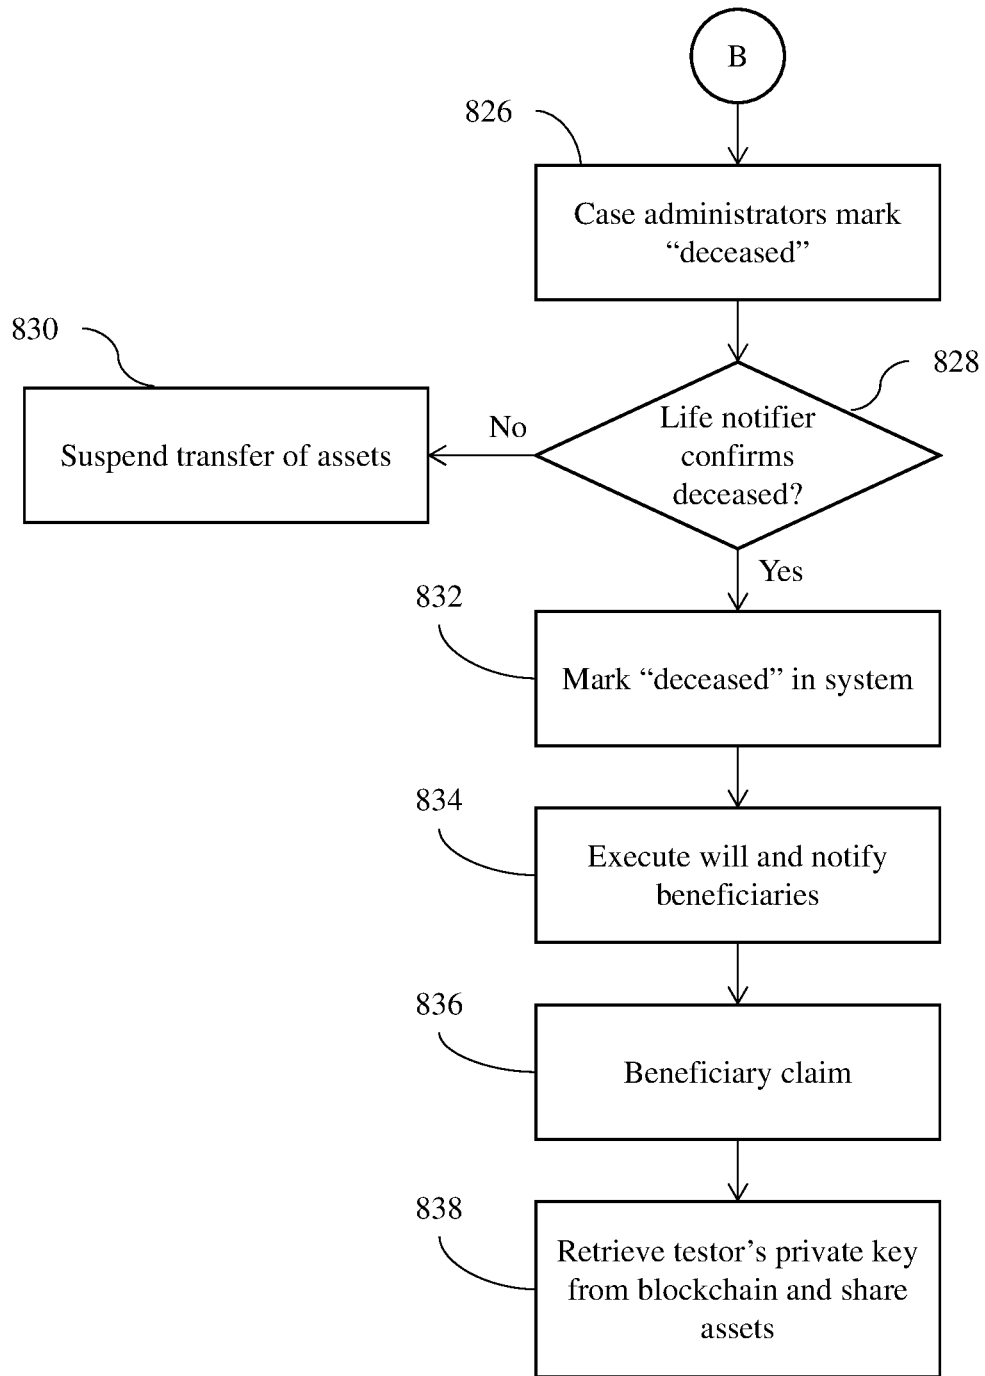 B
826
Case administrators mark
“deceased”
830
828
Life notifier
confirms
deceased?
No
Suspend transfer of assets
Yes
832
Mark “deceased” in system
834
Execute will and notify
beneficiaries
836
Beneficiary claim
838
Retrieve testor’s private key
from blockchain and share
assets